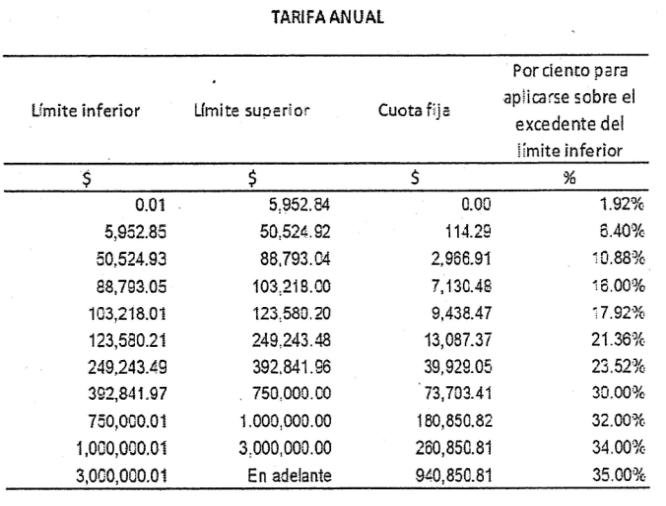 TARIFA ANUAL
Límite inferior Límite superior Cuota fija Por ciento para aplicarse sobre el excedente del límite inferior
$ $ $ %
0.01 5,952.84 0.00 1.92%
5,952.85 50,524.92 114.29 6.40%
50,524.93 88,793.04 2,966.91 10.88%
88,793.05 103,218.00 7,130.48 16.00%
103,218.01 123,580.20 9,438.47 17.92%
123,580.21 249,243.48 13,087.37 21.36%
249,243.49 392,841.96 39,929.05 23.52%
392,841.97 750,000.00 73,703.41 30.00%
750,000.01 1.000,000.00 180,850.82 32.00%
1,000,000.01 3,000,000.00 260,850.81 34.00%
3,000,000.01 En adelante 940,850.81 35.00%